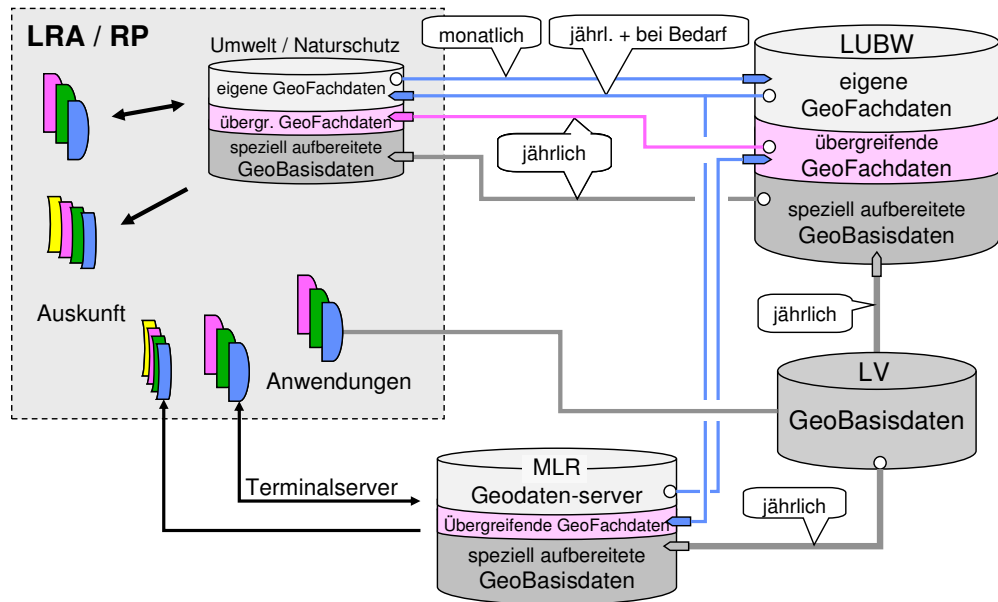 LRA / RP
Umwelt / Naturschutz
eigene GeoFachdaten
übergr. GeoFachdaten
speziell aufbereitete
GeoBasisdaten
Auskunft
Anwendungen
monatlich
jährl. + bei Bedarf
jährlich
LUBW
eigene
GeoFachdaten
übergreifende
GeoFachdaten
speziell aufbereitete
GeoBasisdaten
jährlich
LV
GeoBasisdaten
Terminalserver
MLR
Geodaten-server
Übergreifende GeoFachdaten
speziell aufbereitete
GeoBasisdaten
jährlich